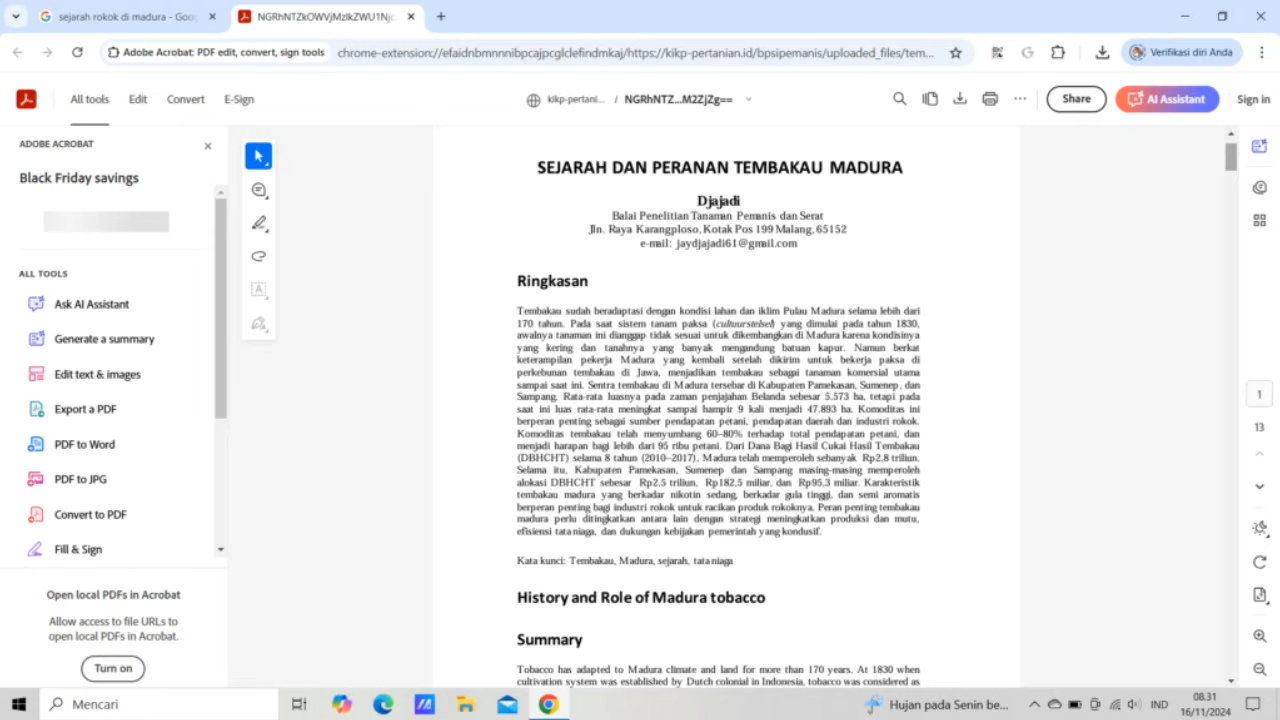 sejarah rokok di madura - Goo
NGRhNTZkOWVjMzlkZWU1Njc
Adobe Acrobat: PDF edit, convert, sign tools
chrome-extension://efaidnbmnnnibpcajpcglclefindmkaj/https://kikp-pertanian.id/bpsipemanis/uploaded_files/tem...
Verifikasi diri Anda
All tools
Edit
Convert
E-Sign
kikp-pertani... / NGRhNTZ...M2ZjZg==
Share
AI Assistant
Sign in
ADOBE ACROBAT
Black Friday savings
ALL TOOLS
Ask AI Assistant
Generate a summary
Edit text & images
Export a PDF
PDF to Word
PDF to JPG
Convert to PDF
Fill & Sign
Open local PDFs in Acrobat
Allow access to file URLs to
open local PDFs in Acrobat.
Turn on
SEJARAH DAN PERANAN TEMBAKAU MADURA
Djajadi
Balai Penelitian Tanaman Pemanis dan Serat
Jln. Raya Karangploso, Kotak Pos 199 Malang, 65152
e-mail: jaydjajadi61@gmail.com
Ringkasan
Tembakau sudah beradaptasi dengan kondisi lahan dan iklim Pulau Madura selama lebih dari
170 tahun. Pada saat sistem tanam paksa (cultuurstelsel) yang dimulai pada tahun 1830,
awalnya tanaman ini dianggap tidak sesuai untuk dikembangkan di Madura karena kondisinya
yang kering dan tanahnya yang banyak mengandung batuan kapur. Namun berkat
keterampilan pekerja Madura yang kembali setelah dikirim untuk bekerja paksa di
perkebunan tembakau di Jawa, menjadikan tembakau sebagai tanaman komersial utama
sampai saat ini. Sentra tembakau di Madura tersebar di Kabupaten Pamekasan, Sumenep, dan
Sampang. Rata-rata luasnya pada zaman penjajahan Belanda sebesar 5.573 ha, tetapi pada
saat ini luas rata-rata meningkat sampai hampir 9 kali menjadi 47.893 ha. Komoditas ini
berperan penting sebagai sumber pendapatan petani, pendapatan daerah dan industri rokok.
Komoditas tembakau telah menyumbang 60–80% terhadap total pendapatan petani, dan
menjadi harapan bagi lebih dari 95 ribu petani. Dari Dana Bagi Hasil Cukai Hasil Tembakau
(DBHCHT) selama 8 tahun (2010–2017), Madura telah memperoleh sebanyak Rp2,8 triliun.
Selama itu, Kabupaten Pamekasan, Sumenep dan Sampang masing-masing memperoleh
alokasi DBHCHT sebesar Rp2,5 triliun, Rp182,5 miliar, dan Rp95,3 miliar. Karakteristik
tembakau madura yang berkadar nikotin sedang, berkadar gula tinggi, dan semi aromatis
berperan penting bagi industri rokok untuk racikan produk rokoknya. Peran penting tembakau
madura perlu ditingkatkan antara lain dengan strategi meningkatkan produksi dan mutu,
efisiensi tata niaga, dan dukungan kebijakan pemerintah yang kondusif.
Kata kunci: Tembakau, Madura, sejarah, tata niaga
History and Role of Madura tobacco
Summary
Tobacco has adapted to Madura climate and land for more than 170 years. At 1830 when
cultivation system was established by Dutch colonial in Indonesia, tobacco was considered as
1
13
Mencari
Hujan pada Senin be...
IND
08.31
16/11/2024